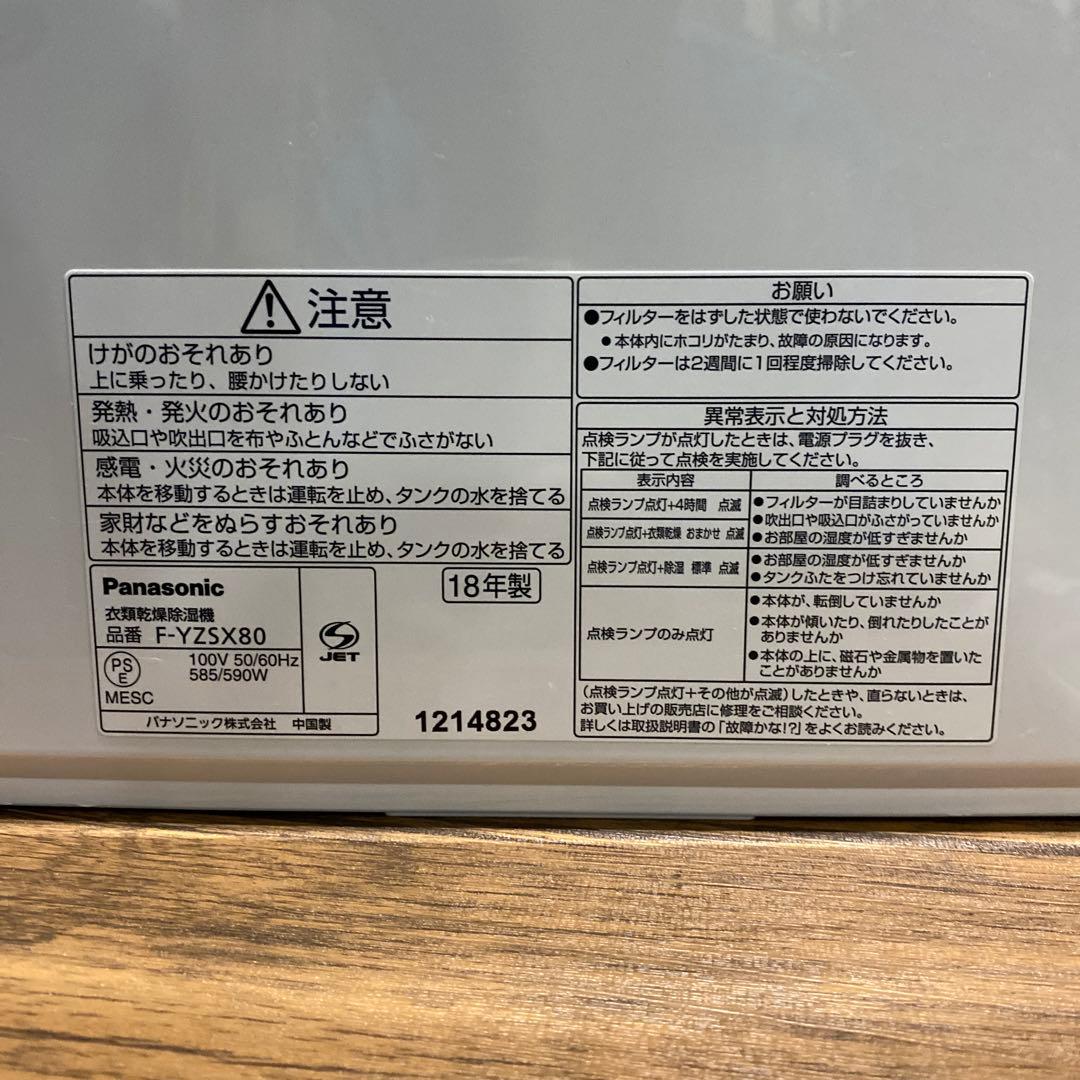 注意
けがのおそれあり
上に乗ったり、腰かけたりしない
発熱・発火のおそれあり
吸込口や吹出口を布やふとんなどでふさがない
感電・火災のおそれあり
本体を移動するときは運転を止め、タンクの水を捨てる
家財などをぬらすおそれあり
本体を移動するときは運転を止め、タンクの水を捨てる
Panasonic
衣類乾燥除湿機
品番 F-YZSX80
PS
E
MESC
100V 50/60Hz
585/590W
JET
パナソニック株式会社 中国製
18年製
1214823
お願い
●フィルターをはずした状態で使わないでください。
●本体内にホコリがたまり、故障の原因になります。
●フィルターは2週間に1回程度掃除してください。
異常表示と対処方法
点検ランプが点灯したときは、電源プラグを抜き、
下記に従って点検を実施してください。
表示内容 調べるところ
点検ランプ点灯+4時間 点滅
点検ランプ点灯+衣類乾燥 おまかせ 点滅
●フィルターが目詰まりしていませんか
●吹出口や吸込口がふさがっていませんか
●お部屋の湿度が低すぎませんか
点検ランプ点灯+除湿 標準 点滅
●お部屋の湿度が低すぎませんか
●タンクふたをつけ忘れていませんか
点検ランプのみ点灯
●本体が、転倒していませんか
●本体が傾いたり、倒れたりしたことが
ありませんか
●本体の上に、磁石や金属物を置いた
ことがありませんか
(点検ランプ点灯+その他が点滅)したときや、直らないときは、
お買い上げの販売店に修理をご相談ください。
詳しくは取扱説明書の「故障かな!?」をよくお読みください。